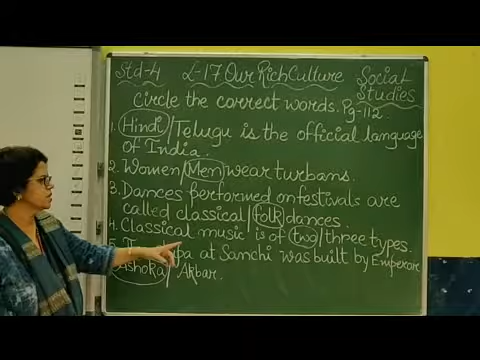 Std-4 L-17 Our Rich Culture Social Studies
Circle the correct words. Pg-112
1. Hindi/Telugu is the official language
of India.
2. Women/Men wear turbans.
3. Dances performed on festivals are
called classical/folk dances.
4. Classical music is of two/three types.
5. at Sanchi was built by Emperor
Ashoka/Akbar.